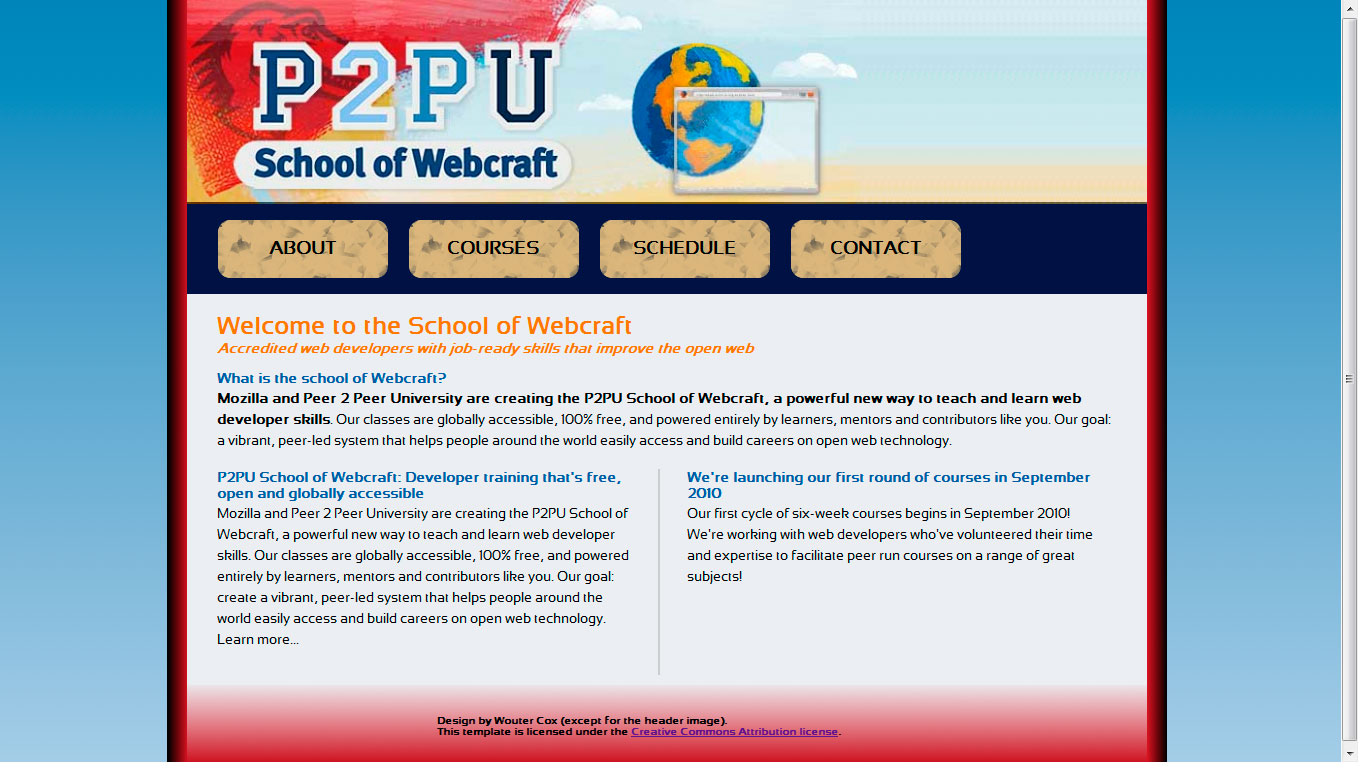 P2PU
School of Webcraft
ABOUT
COURSES
SCHEDULE
CONTACT
Welcome to the School of Webcraft
Accredited web developers with job-ready skills that improve the open web
What is the school of Webcraft?
Mozilla and Peer 2 Peer University are creating the P2PU School of Webcraft, a powerful new way to teach and learn web
developer skills. Our classes are globally accessible, 100% free, and powered entirely by learners, mentors and contributors like you. Our goal:
a vibrant, peer-led system that helps people around the world easily access and build careers on open web technology.
P2PU School of Webcraft: Developer training that's free,
open and globally accessible
Mozilla and Peer 2 Peer University are creating the P2PU School of
Webcraft, a powerful new way to teach and learn web developer
skills. Our classes are globally accessible, 100% free, and powered
entirely by learners, mentors and contributors like you. Our goal:
create a vibrant, peer-led system that helps people around the
world easily access and build careers on open web technology.
Learn more...
We're launching our first round of courses in September
2010
Our first cycle of six-week courses begins in September 2010!
We're working with web developers who've volunteered their time
and expertise to facilitate peer run courses on a range of great
subjects!
Design by Wouter Cox (except for the header image).
This template is licensed under the Creative Commons Attribution license.